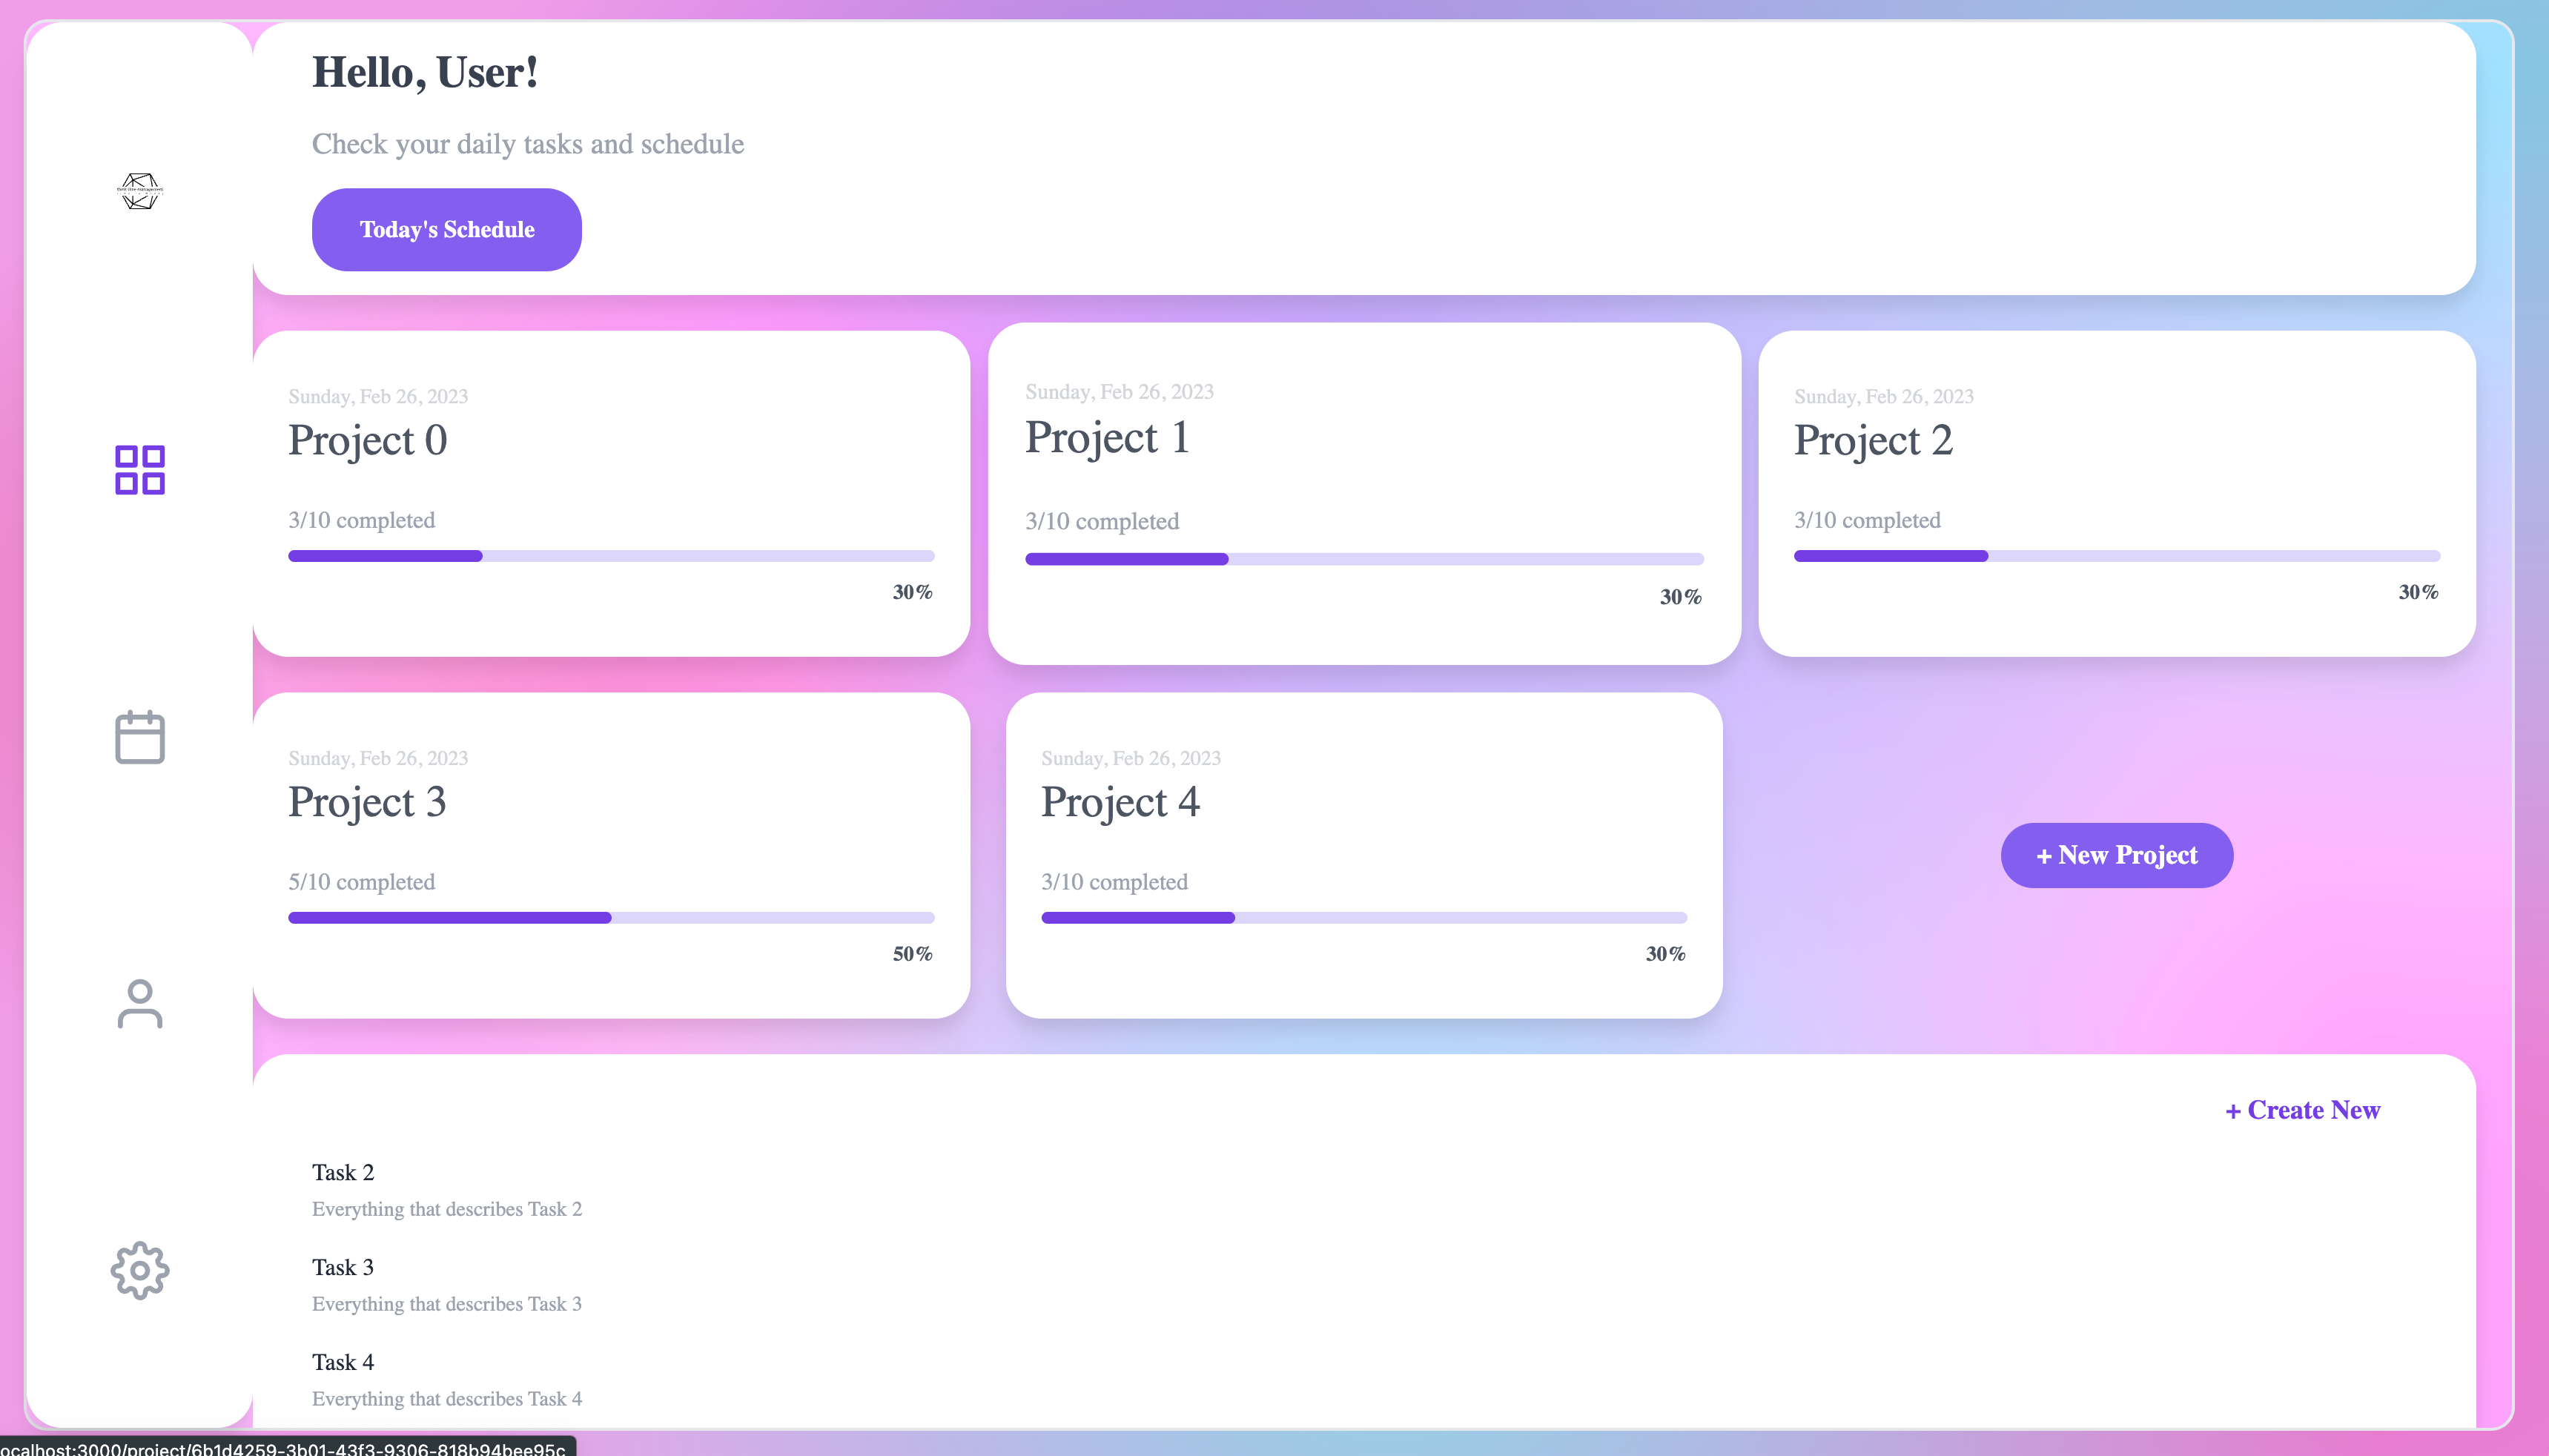 Hello, User!
Check your daily tasks and schedule
Today's Schedule
Sunday, Feb 26, 2023
Project 0
3/10 completed
30%
Sunday, Feb 26, 2023
Project 1
3/10 completed
30%
Sunday, Feb 26, 2023
Project 2
3/10 completed
30%
Sunday, Feb 26, 2023
Project 3
5/10 completed
50%
Sunday, Feb 26, 2023
Project 4
3/10 completed
30%
+ New Project
+ Create New
Task 2
Everything that describes Task 2
Task 3
Everything that describes Task 3
Task 4
Everything that describes Task 4
ocalhost:3000/project/6b1d4259-3b01-43f3-9306-818b94bee95c